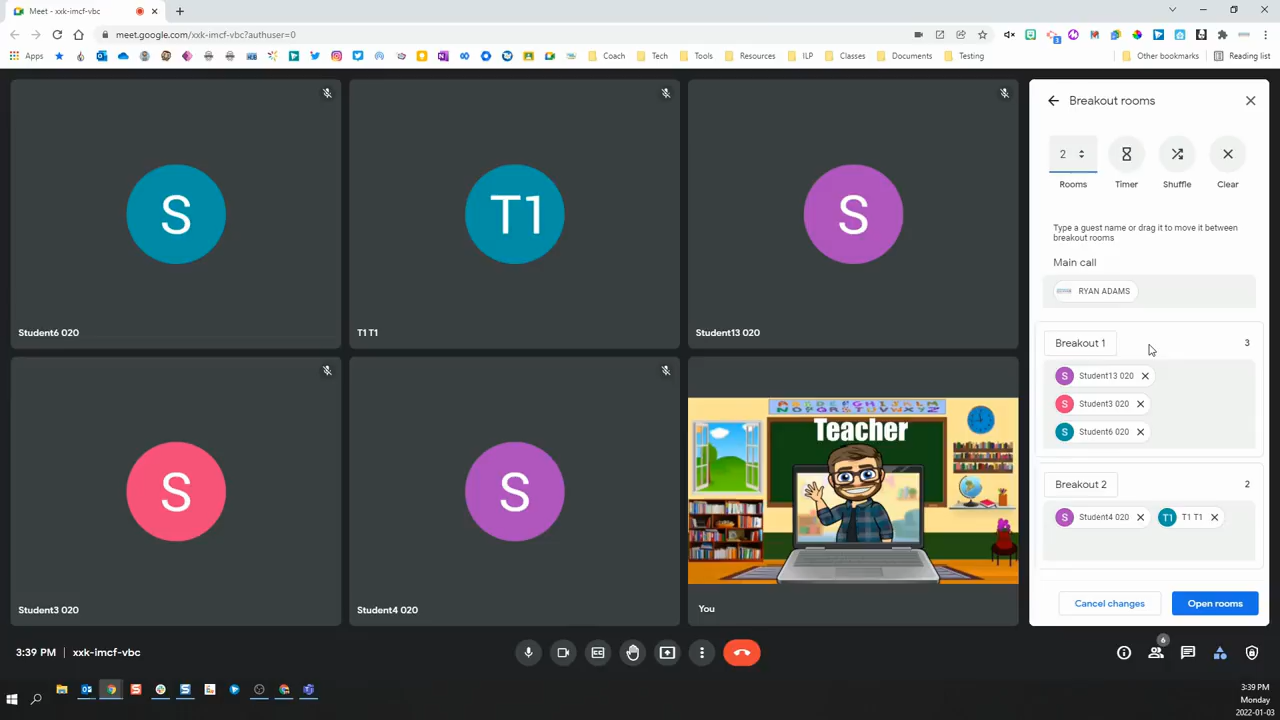 Meet - xxk-imcf-vbc
meet.google.com/xxk-imcf-vbc?authuser=0
Apps
Coach
Tech
Tools
Resources
ILP
Classes
Documents
Testing
Other bookmarks
Reading list
S
Student6 020
T1
T1 T1
S
Student13 020
S
Student3 020
S
Student4 020
Teacher
You
Breakout rooms
2
Rooms
Timer
Shuffle
Clear
Type a guest name or drag it to move it between
breakout rooms
Main call
RYAN ADAMS
Breakout 1
3
S Student13 020
S Student3 020
S Student6 020
Breakout 2
2
S Student4 020 T1 T1 T1
Cancel changes
Open rooms
3:39 PM | xxk-imcf-vbc
6
3:39 PM
Monday
2022-01-03